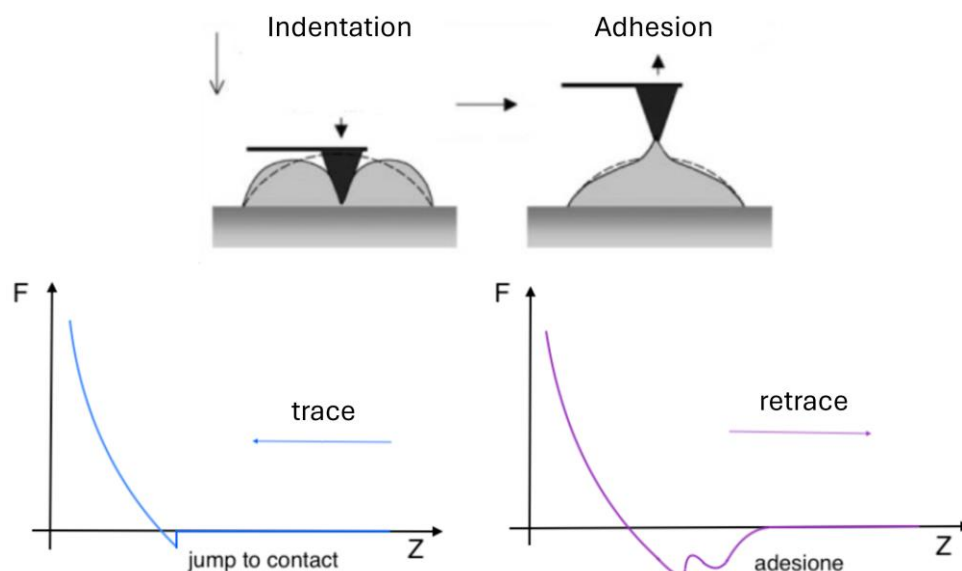 Indentation
Adhesion
F
trace
Z
jump to contact
F
retrace
Z
adesione